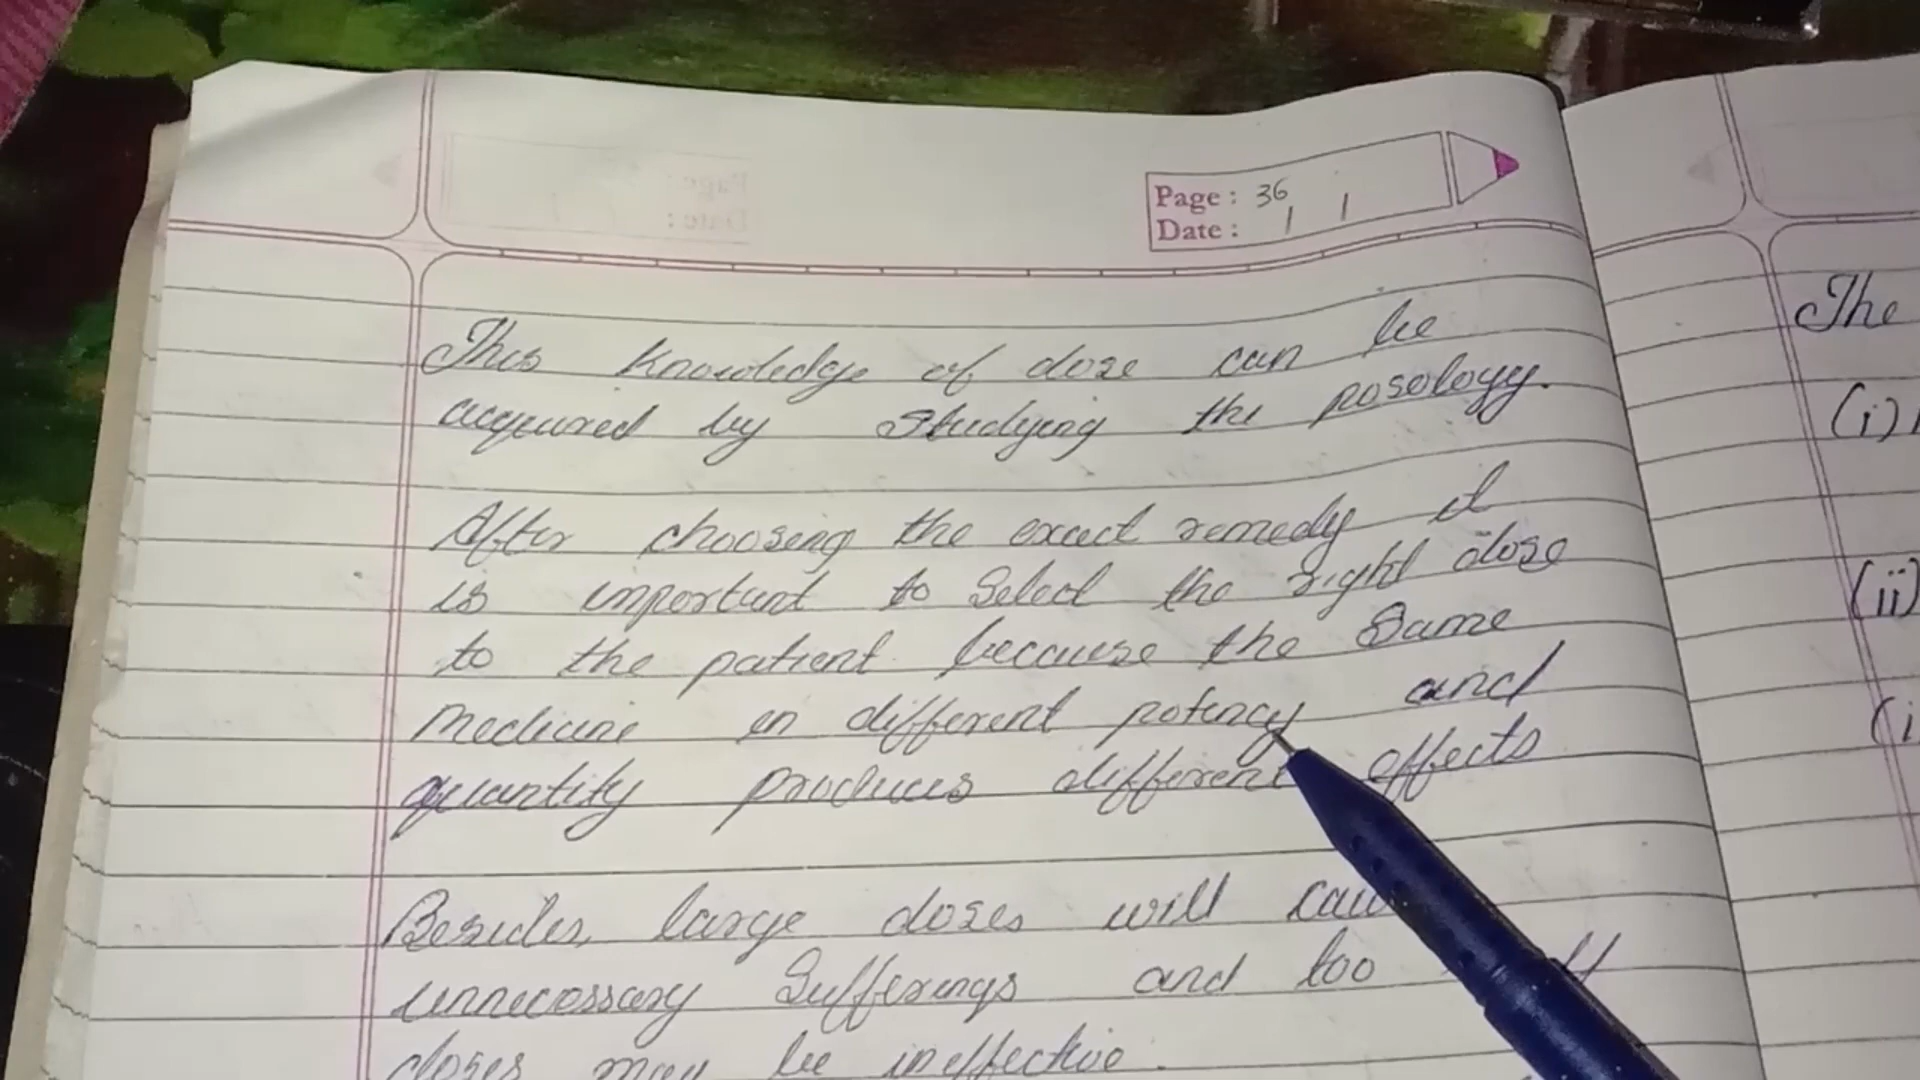 Page : 36
Date : / /
This knowledge of dose can be
acquired by studying the posology.
After choosing the exact remedy it
is important to select the right dose
to the patient because the same
medicine in different potency and
quantity produces different effects
Besides, large doses will
unnecessary sufferings and too
doses may be ineffective.
The
(i)
(ii)